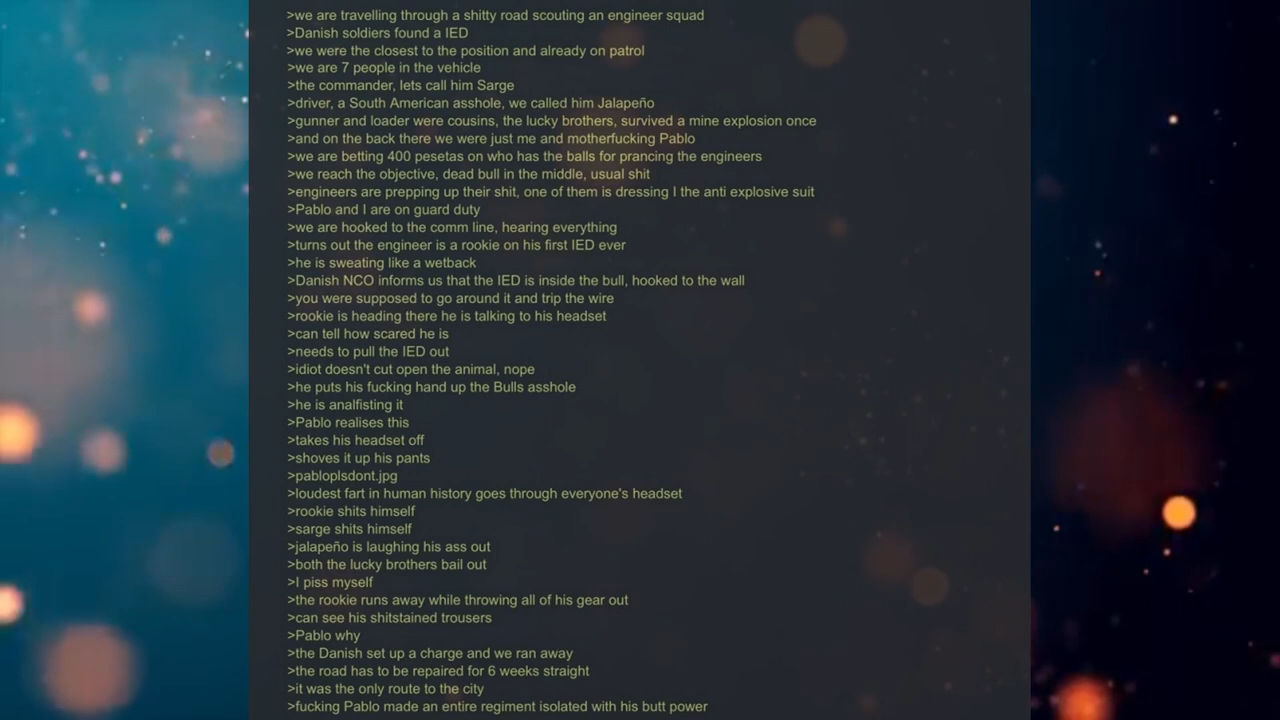 >we are travelling through a shitty road scouting an engineer squad
>Danish soldiers found a IED
>we were the closest to the position and already on patrol
>we are 7 people in the vehicle
>the commander, lets call him Sarge
>driver, a South American asshole, we called him Jalapeño
>gunner and loader were cousins, the lucky brothers, survived a mine explosion once
>and on the back there we were just me and motherfucking Pablo
>we are betting 400 pesetas on who has the balls for prancing the engineers
>we reach the objective, dead bull in the middle, usual shit
>engineers are prepping up their shit, one of them is dressing I the anti explosive suit
>Pablo and I are on guard duty
>we are hooked to the comm line, hearing everything
>turns out the engineer is a rookie on his first IED ever
>he is sweating like a wetback
>Danish NCO informs us that the IED is inside the bull, hooked to the wall
>you were supposed to go around it and trip the wire
>rookie is heading there he is talking to his headset
>can tell how scared he is
>needs to pull the IED out
>idiot doesn't cut open the animal, nope
>he puts his fucking hand up the Bulls asshole
>he is analfisting it
>Pablo realises this
>takes his headset off
>shoves it up his pants
>pabloplsdont.jpg
>loudest fart in human history goes through everyone's headset
>rookie shits himself
>sarge shits himself
>jalapeño is laughing his ass out
>both the lucky brothers bail out
>I piss myself
>the rookie runs away while throwing all of his gear out
>can see his shitstained trousers
>Pablo why
>the Danish set up a charge and we ran away
>the road has to be repaired for 6 weeks straight
>it was the only route to the city
>fucking Pablo made an entire regiment isolated with his butt power